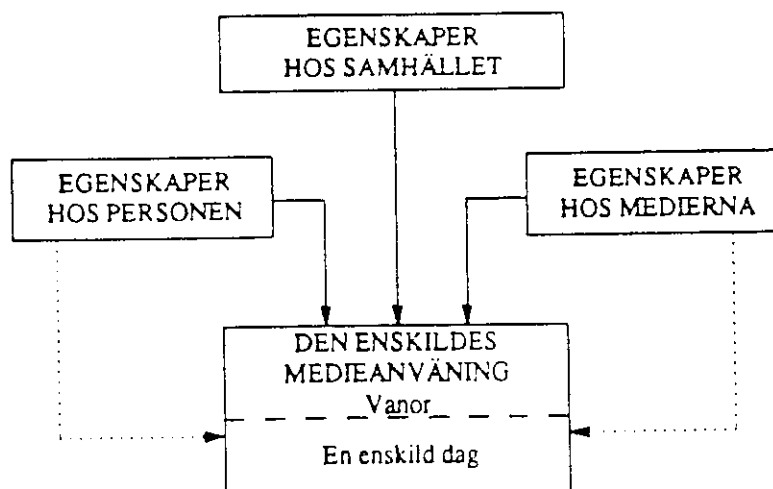 EGENSKAPER
HOS SAMHÄLLET
EGENSKAPER
HOS PERSONEN
EGENSKAPER
HOS MEDIERNA
DEN ENSKILDES
MEDIEANVÄNING
Vanor
En enskild dag